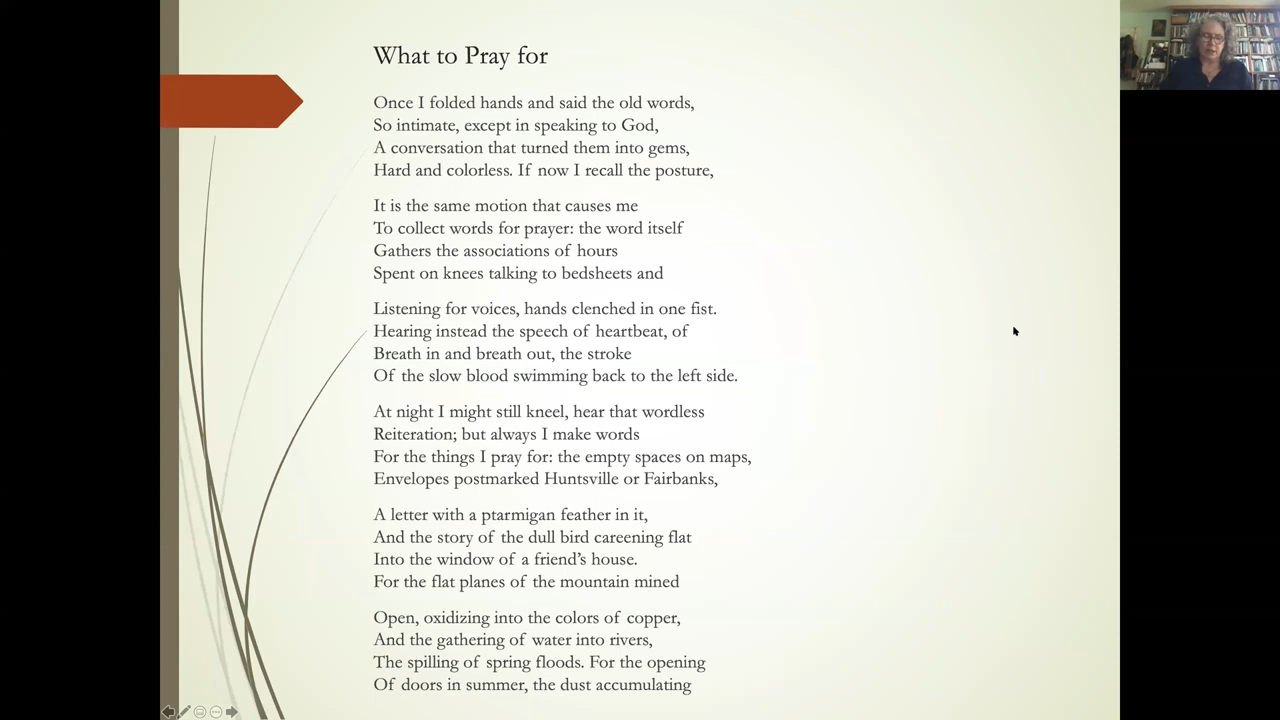 What to Pray for
Once I folded hands and said the old words,
So intimate, except in speaking to God,
A conversation that turned them into gems,
Hard and colorless. If now I recall the posture,
It is the same motion that causes me
To collect words for prayer: the word itself
Gathers the associations of hours
Spent on knees talking to bedsheets and
Listening for voices, hands clenched in one fist.
Hearing instead the speech of heartbeat, of
Breath in and breath out, the stroke
Of the slow blood swimming back to the left side.
At night I might still kneel, hear that wordless
Reiteration; but always I make words
For the things I pray for: the empty spaces on maps,
Envelopes postmarked Huntsville or Fairbanks,
A letter with a ptarmigan feather in it,
And the story of the dull bird careening flat
Into the window of a friend’s house.
For the flat planes of the mountain mined
Open, oxidizing into the colors of copper,
And the gathering of water into rivers,
The spilling of spring floods. For the opening
Of doors in summer, the dust accumulating